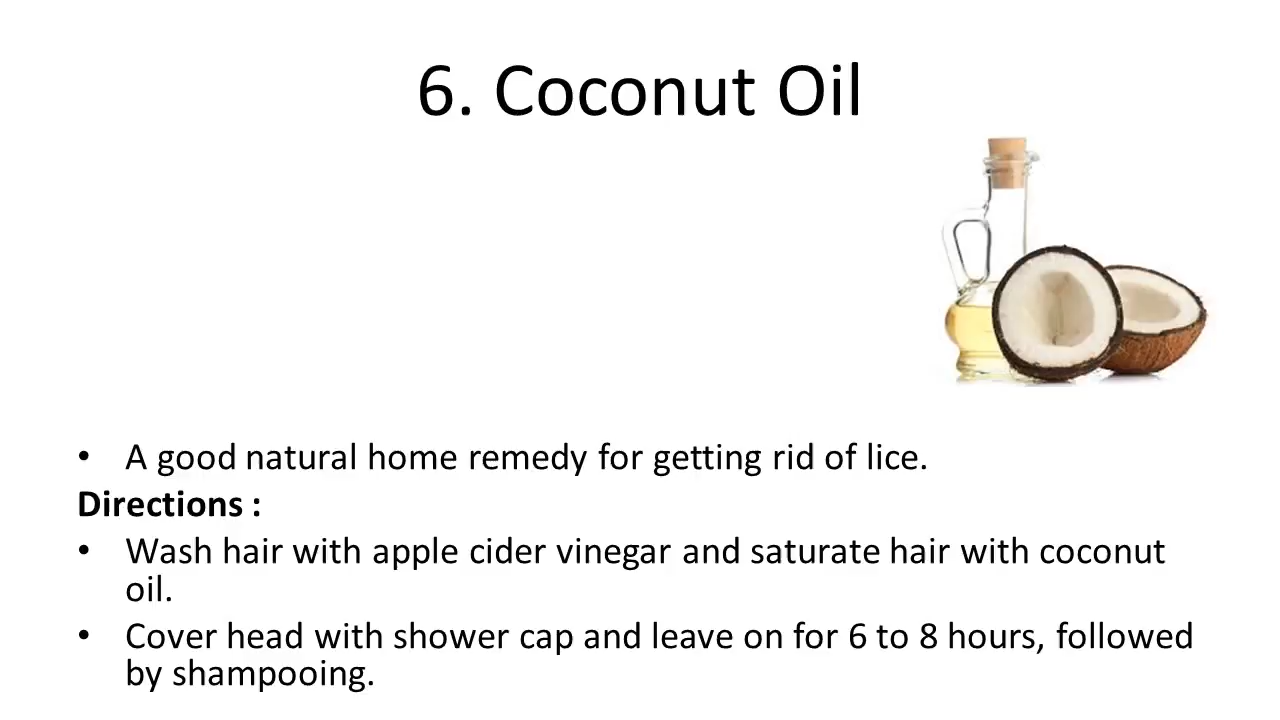 6. Coconut Oil
• A good natural home remedy for getting rid of lice.
Directions :
• Wash hair with apple cider vinegar and saturate hair with coconut
oil.
• Cover head with shower cap and leave on for 6 to 8 hours, followed
by shampooing.